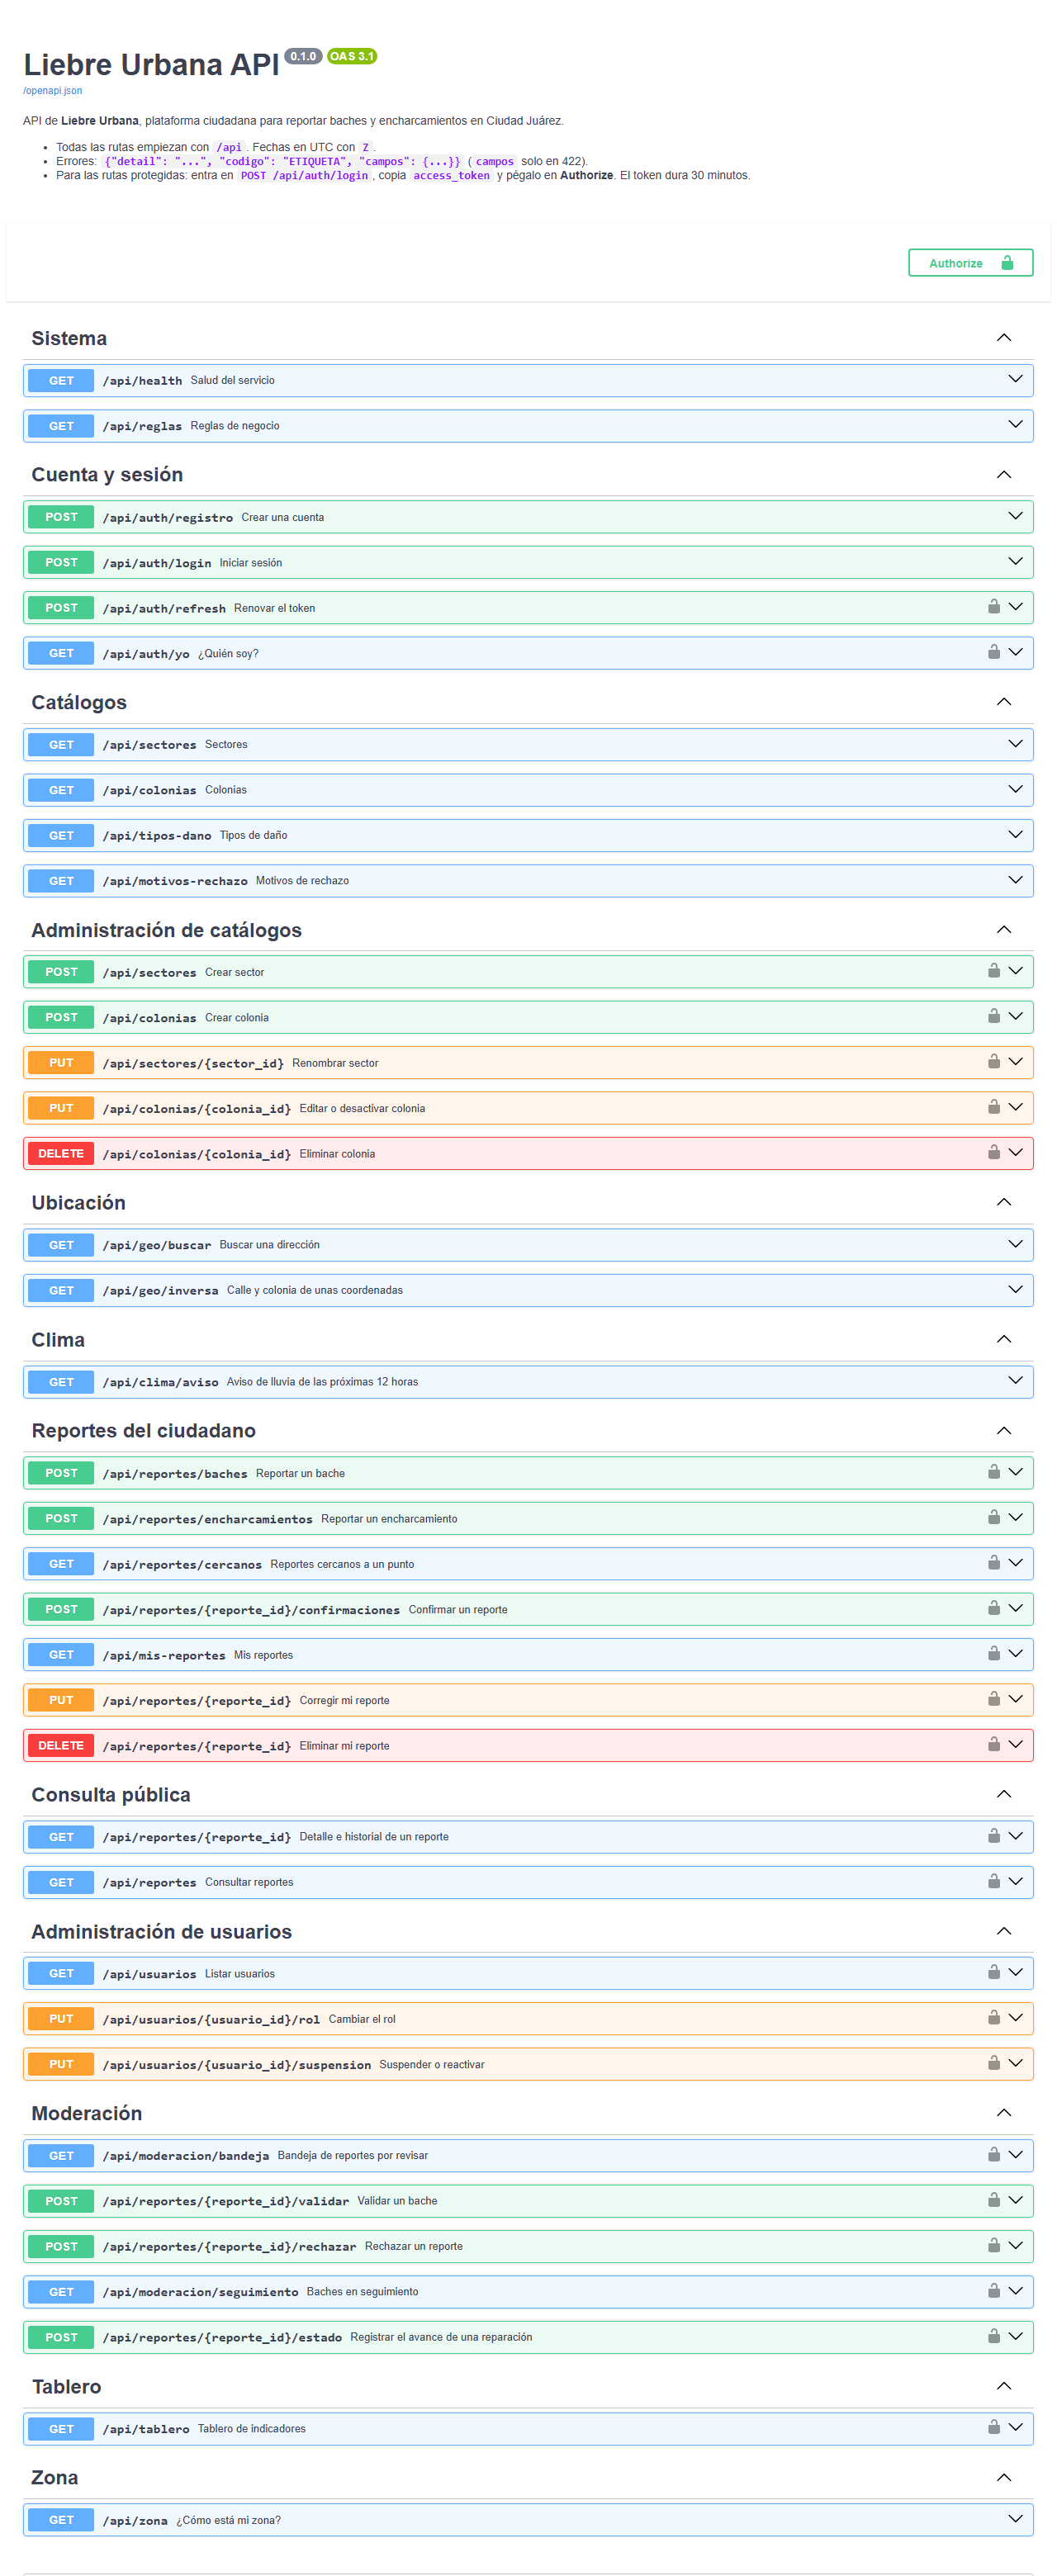 Liebre Urbana API 0.1.0 OAS 3.1
/openapi.json
API de Liebre Urbana, plataforma ciudadana para reportar baches y encharcamientos en Ciudad Juárez.
• Todas las rutas empiezan con /api . Fechas en UTC con Z .
• Errores: {"detail": "...", "codigo": "ETIQUETA", "campos": {...}} ( campos solo en 422).
• Para las rutas protegidas: entra en POST /api/auth/login , copia access_token y pégalo en Authorize. El token dura 30 minutos.
Authorize
Sistema
GET /api/health Salud del servicio
GET /api/reglas Reglas de negocio
Cuenta y sesión
POST /api/auth/registro Crear una cuenta
POST /api/auth/login Iniciar sesión
POST /api/auth/refresh Renovar el token
GET /api/auth/yo ¿Quién soy?
Catálogos
GET /api/sectores Sectores
GET /api/colonias Colonias
GET /api/tipos-dano Tipos de daño
GET /api/motivos-rechazo Motivos de rechazo
Administración de catálogos
POST /api/sectores Crear sector
POST /api/colonias Crear colonia
PUT /api/sectores/{sector_id} Renombrar sector
PUT /api/colonias/{colonia_id} Editar o desactivar colonia
DELETE /api/colonias/{colonia_id} Eliminar colonia
Ubicación
GET /api/geo/buscar Buscar una dirección
GET /api/geo/inversa Calle y colonia de unas coordenadas
Clima
GET /api/clima/aviso Aviso de lluvia de las próximas 12 horas
Reportes del ciudadano
POST /api/reportes/baches Reportar un bache
POST /api/reportes/encharcamientos Reportar un encharcamiento
GET /api/reportes/cercanos Reportes cercanos a un punto
POST /api/reportes/{reporte_id}/confirmaciones Confirmar un reporte
GET /api/mis-reportes Mis reportes
PUT /api/reportes/{reporte_id} Corregir mi reporte
DELETE /api/reportes/{reporte_id} Eliminar mi reporte
Consulta pública
GET /api/reportes/{reporte_id} Detalle e historial de un reporte
GET /api/reportes Consultar reportes
Administración de usuarios
GET /api/usuarios Listar usuarios
PUT /api/usuarios/{usuario_id}/rol Cambiar el rol
PUT /api/usuarios/{usuario_id}/suspension Suspender o reactivar
Moderación
GET /api/moderacion/bandeja Bandeja de reportes por revisar
POST /api/reportes/{reporte_id}/validar Validar un bache
POST /api/reportes/{reporte_id}/rechazar Rechazar un reporte
GET /api/moderacion/seguimiento Baches en seguimiento
POST /api/reportes/{reporte_id}/estado Registrar el avance de una reparación
Tablero
GET /api/tablero Tablero de indicadores
Zona
GET /api/zona ¿Cómo está mi zona?